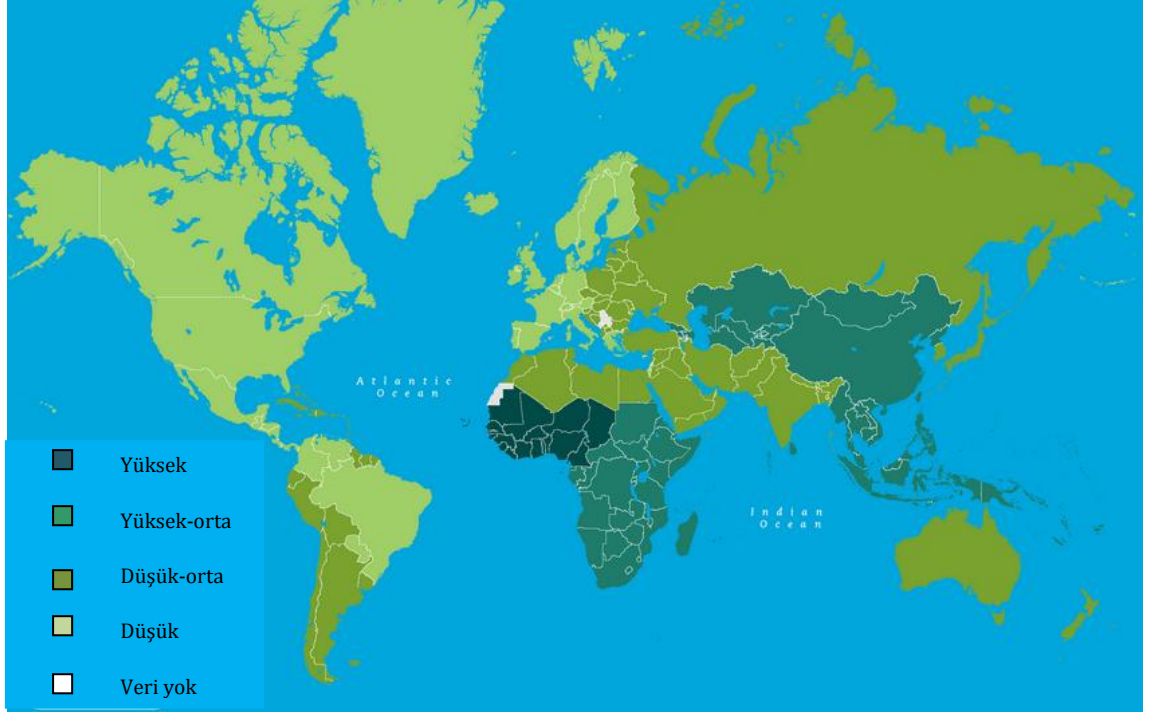 Atlantic
Ocean
Indian
Ocean
Yüksek
Yüksek-orta
Düşük-orta
Düşük
Veri yok